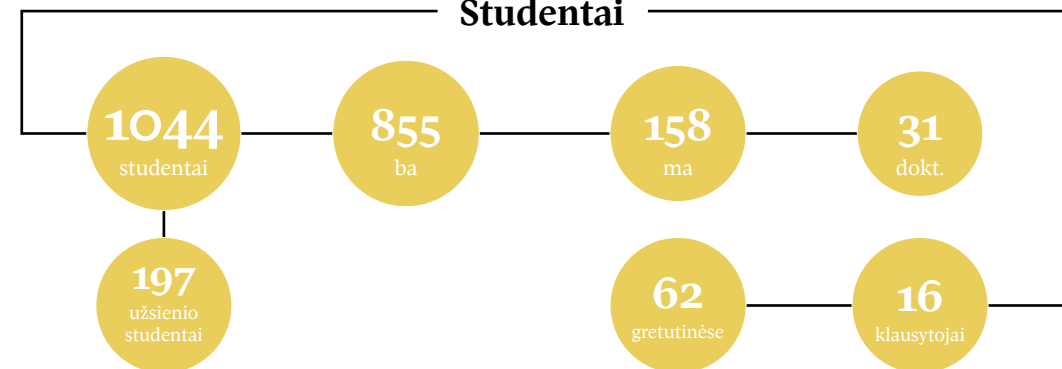 Studentai
1044
studentai
855
ba
158
ma
31
dokt.
197
užsienio
studentai
62
gretutinėse
16
klausytojai